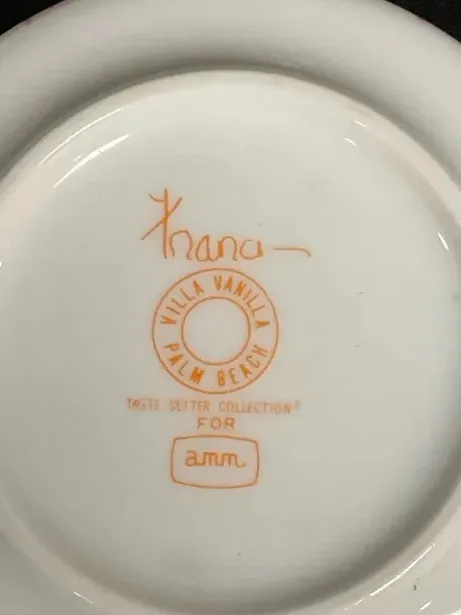 VILLA VANILLA
PALM BEACH
TASTE SETTER COLLECTION
FOR
amm